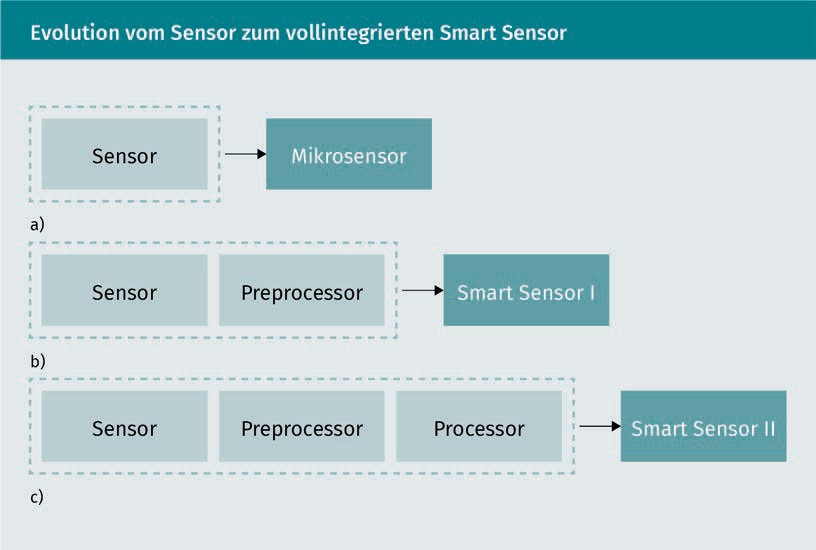 Evolution vom Sensor zum vollintegrierten Smart Sensor
Sensor
Mikrosensor
a)
Sensor
Preprocessor
Smart Sensor I
b)
Sensor
Preprocessor
Processor
Smart Sensor II
c)